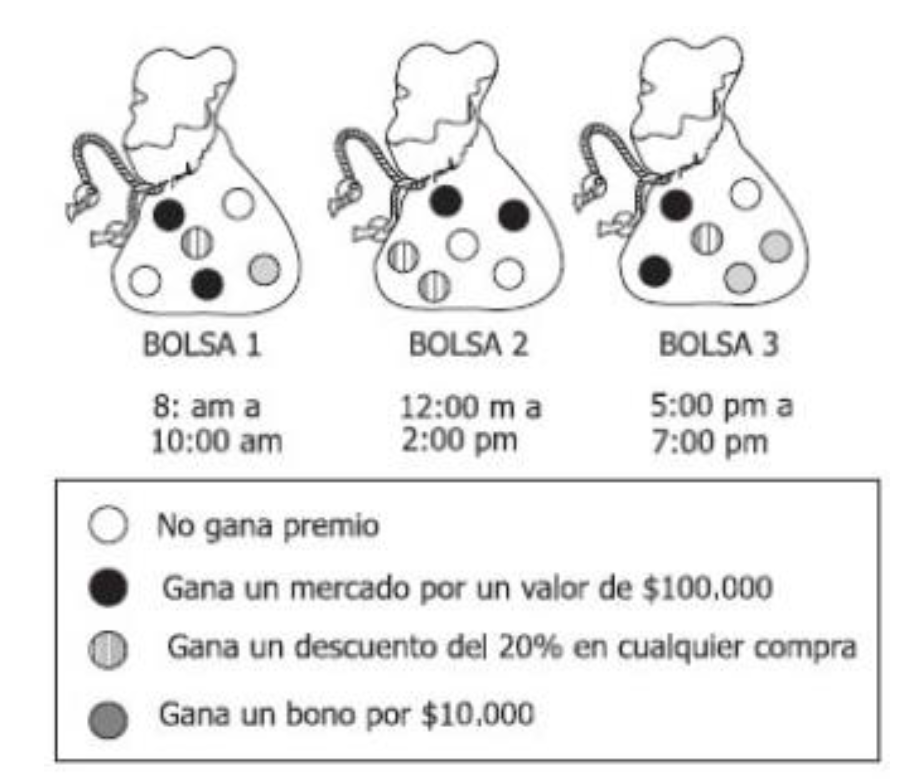 BOLSA 1
BOLSA 2
BOLSA 3
8: am a
10:00 am
12:00 m a
2:00 pm
5:00 pm a
7:00 pm
No gana premio
Gana un mercado por un valor de $100,000
Gana un descuento del 20% en cualquier compra
Gana un bono por $10,000